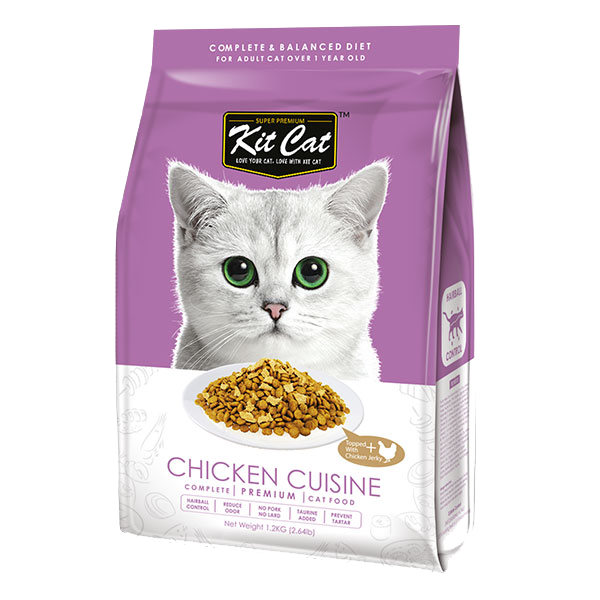 COMPLETE & BALANCED DIET
FOR ADULT CAT OVER 1 YEAR OLD
SUPER PREMIUM
Kit Cat™
LOVE YOUR CAT, LOVE WITH KIT CAT
HAIRBALL
CONTROL
Topped +
With
Chicken Jerky
CHICKEN CUISINE
COMPLETE | PREMIUM | CAT FOOD
HAIRBALL CONTROL | REDUCE ODOR | NO PORK NO LARD | TAURINE ADDED | PREVENT TARTAR
Net Weight 1.2KG (2.64lb)